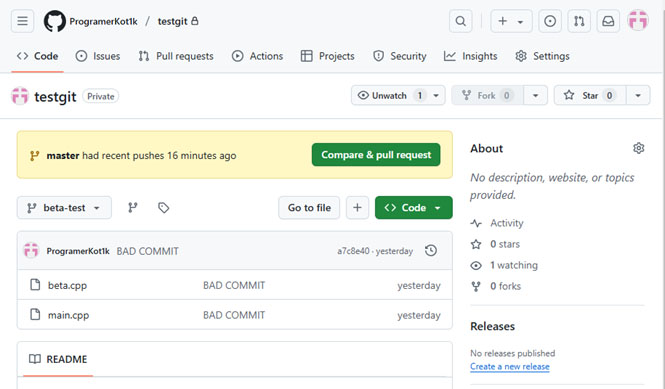 ProgramerKot1k / testgit
Code Issues Pull requests Actions Projects Security Insights Settings
testgit Private Unwatch 1 Fork 0 Star 0
master had recent pushes 16 minutes ago Compare & pull request
beta-test Go to file Code
ProgramerKot1k BAD COMMIT a7c8e40 · yesterday
beta.cpp BAD COMMIT yesterday
main.cpp BAD COMMIT yesterday
README
About
No description, website, or topics
provided.
Activity
0 stars
1 watching
0 forks
Releases
No releases published
Create a new release